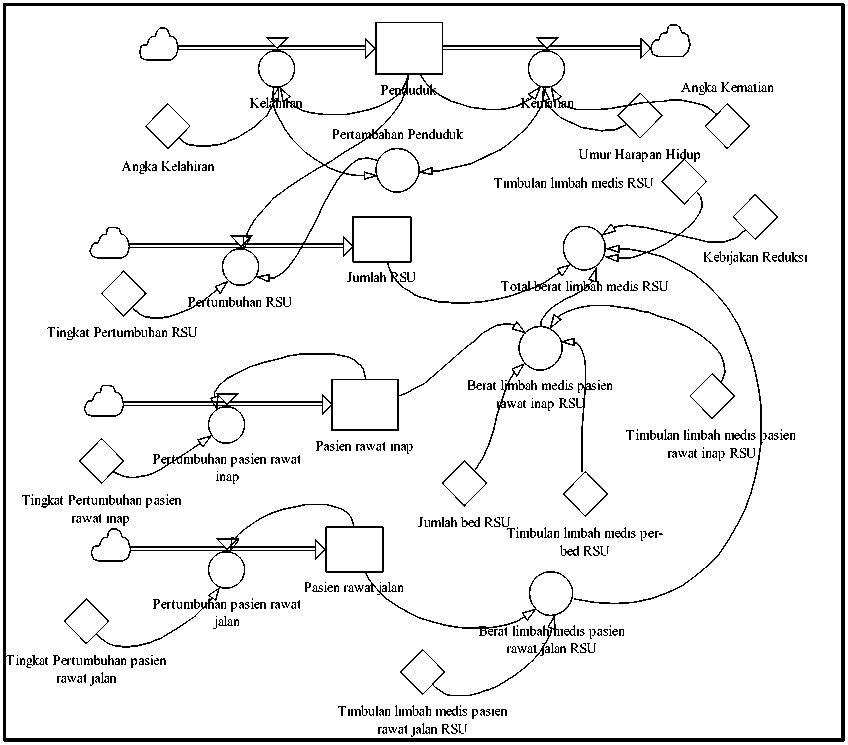 Kelahiran
Penduduk
Kematian
Angka Kematian
Pertambahan Penduduk
Angka Kelahiran
Umur Harapan Hidup
Timbulan limbah medis RSU
Kebijakan Reduksi
Jumlah RSU
Total berat limbah medis RSU
Pertumbuhan RSU
Tingkat Pertumbuhan RSU
Berat limbah medis pasien
rawat inap RSU
Pasien rawat inap
Timbulan limbah medis pasien
rawat inap RSU
Pertumbuhan pasien rawat
inap
Tingkat Pertumbuhan pasien
rawat inap
Jumlah bed RSU
Timbulan limbah medis per-
bed RSU
Pasien rawat jalan
Pertumbuhan pasien rawat
jalan
Berat limbah medis pasien
rawat jalan RSU
Tingkat Pertumbuhan pasien
rawat jalan
Timbulan limbah medis pasien
rawat jalan RSU